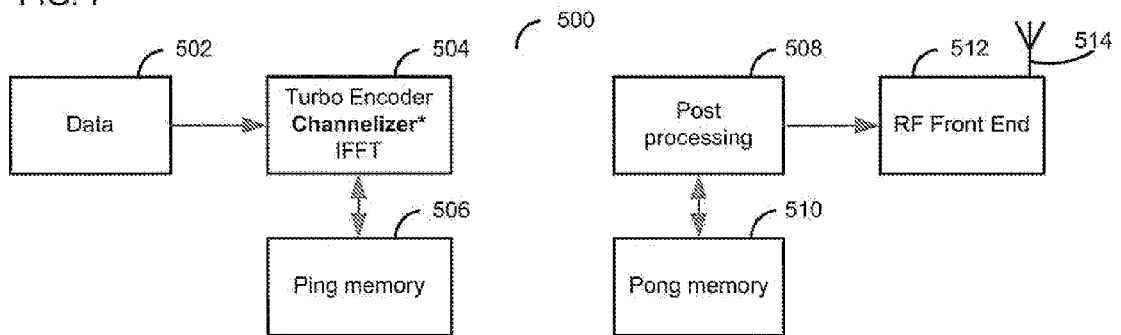 500
502
504
508
512
514
Data
Turbo Encoder
Channelizer*
IFFT
Post
processing
RF Front End
506
510
Ping memory
Pong memory